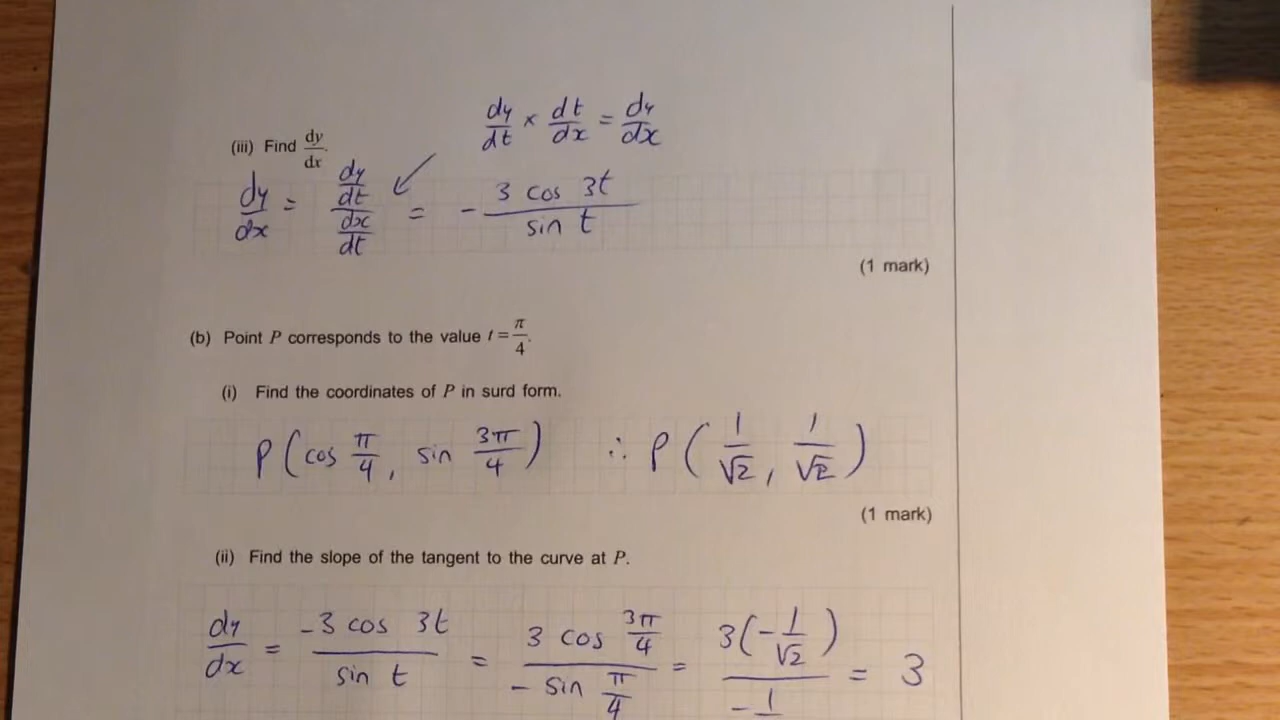 dy/dt × dt/dx = dy/dx
(iii) Find dy/dx.
dy/dx = (dy/dt)/(dx/dt) = - 3 cos 3t / sin t
(1 mark)
(b) Point P corresponds to the value t = π/4.
(i) Find the coordinates of P in surd form.
P(cos π/4, sin 3π/4) ∴ P(1/√2, 1/√2)
(1 mark)
(ii) Find the slope of the tangent to the curve at P.
dy/dx = -3 cos 3t / sin t = 3 cos 3π/4 / - sin π/4 = 3(-1/√2) / -1 = 3